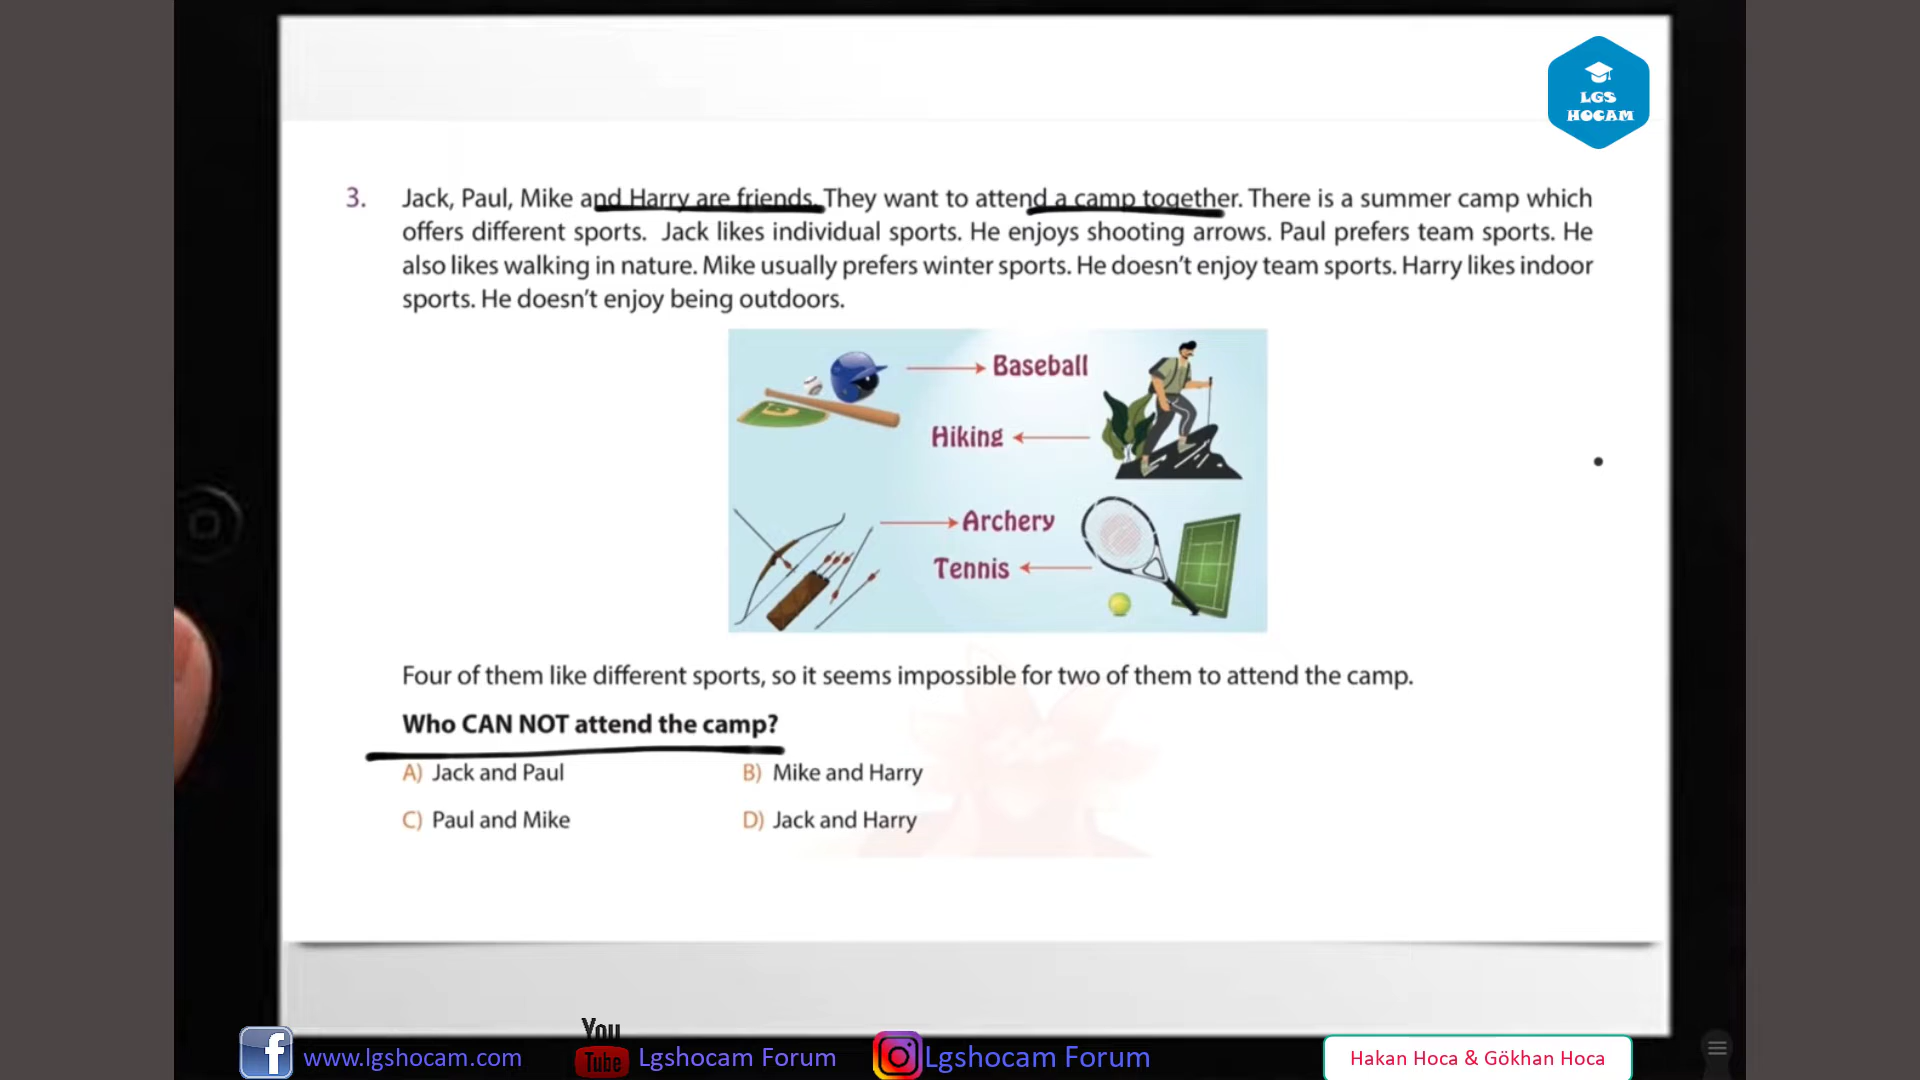 LGS
HOCAM
3. Jack, Paul, Mike and Harry are friends. They want to attend a camp together. There is a summer camp which
offers different sports. Jack likes individual sports. He enjoys shooting arrows. Paul prefers team sports. He
also likes walking in nature. Mike usually prefers winter sports. He doesn't enjoy team sports. Harry likes indoor
sports. He doesn't enjoy being outdoors.
Baseball
Hiking
Archery
Tennis
Four of them like different sports, so it seems impossible for two of them to attend the camp.
Who CAN NOT attend the camp?
A) Jack and Paul B) Mike and Harry
C) Paul and Mike D) Jack and Harry
f www.lgshocam.com You Tube Lgshocam Forum Lgshocam Forum Hakan Hoca & Gökhan Hoca